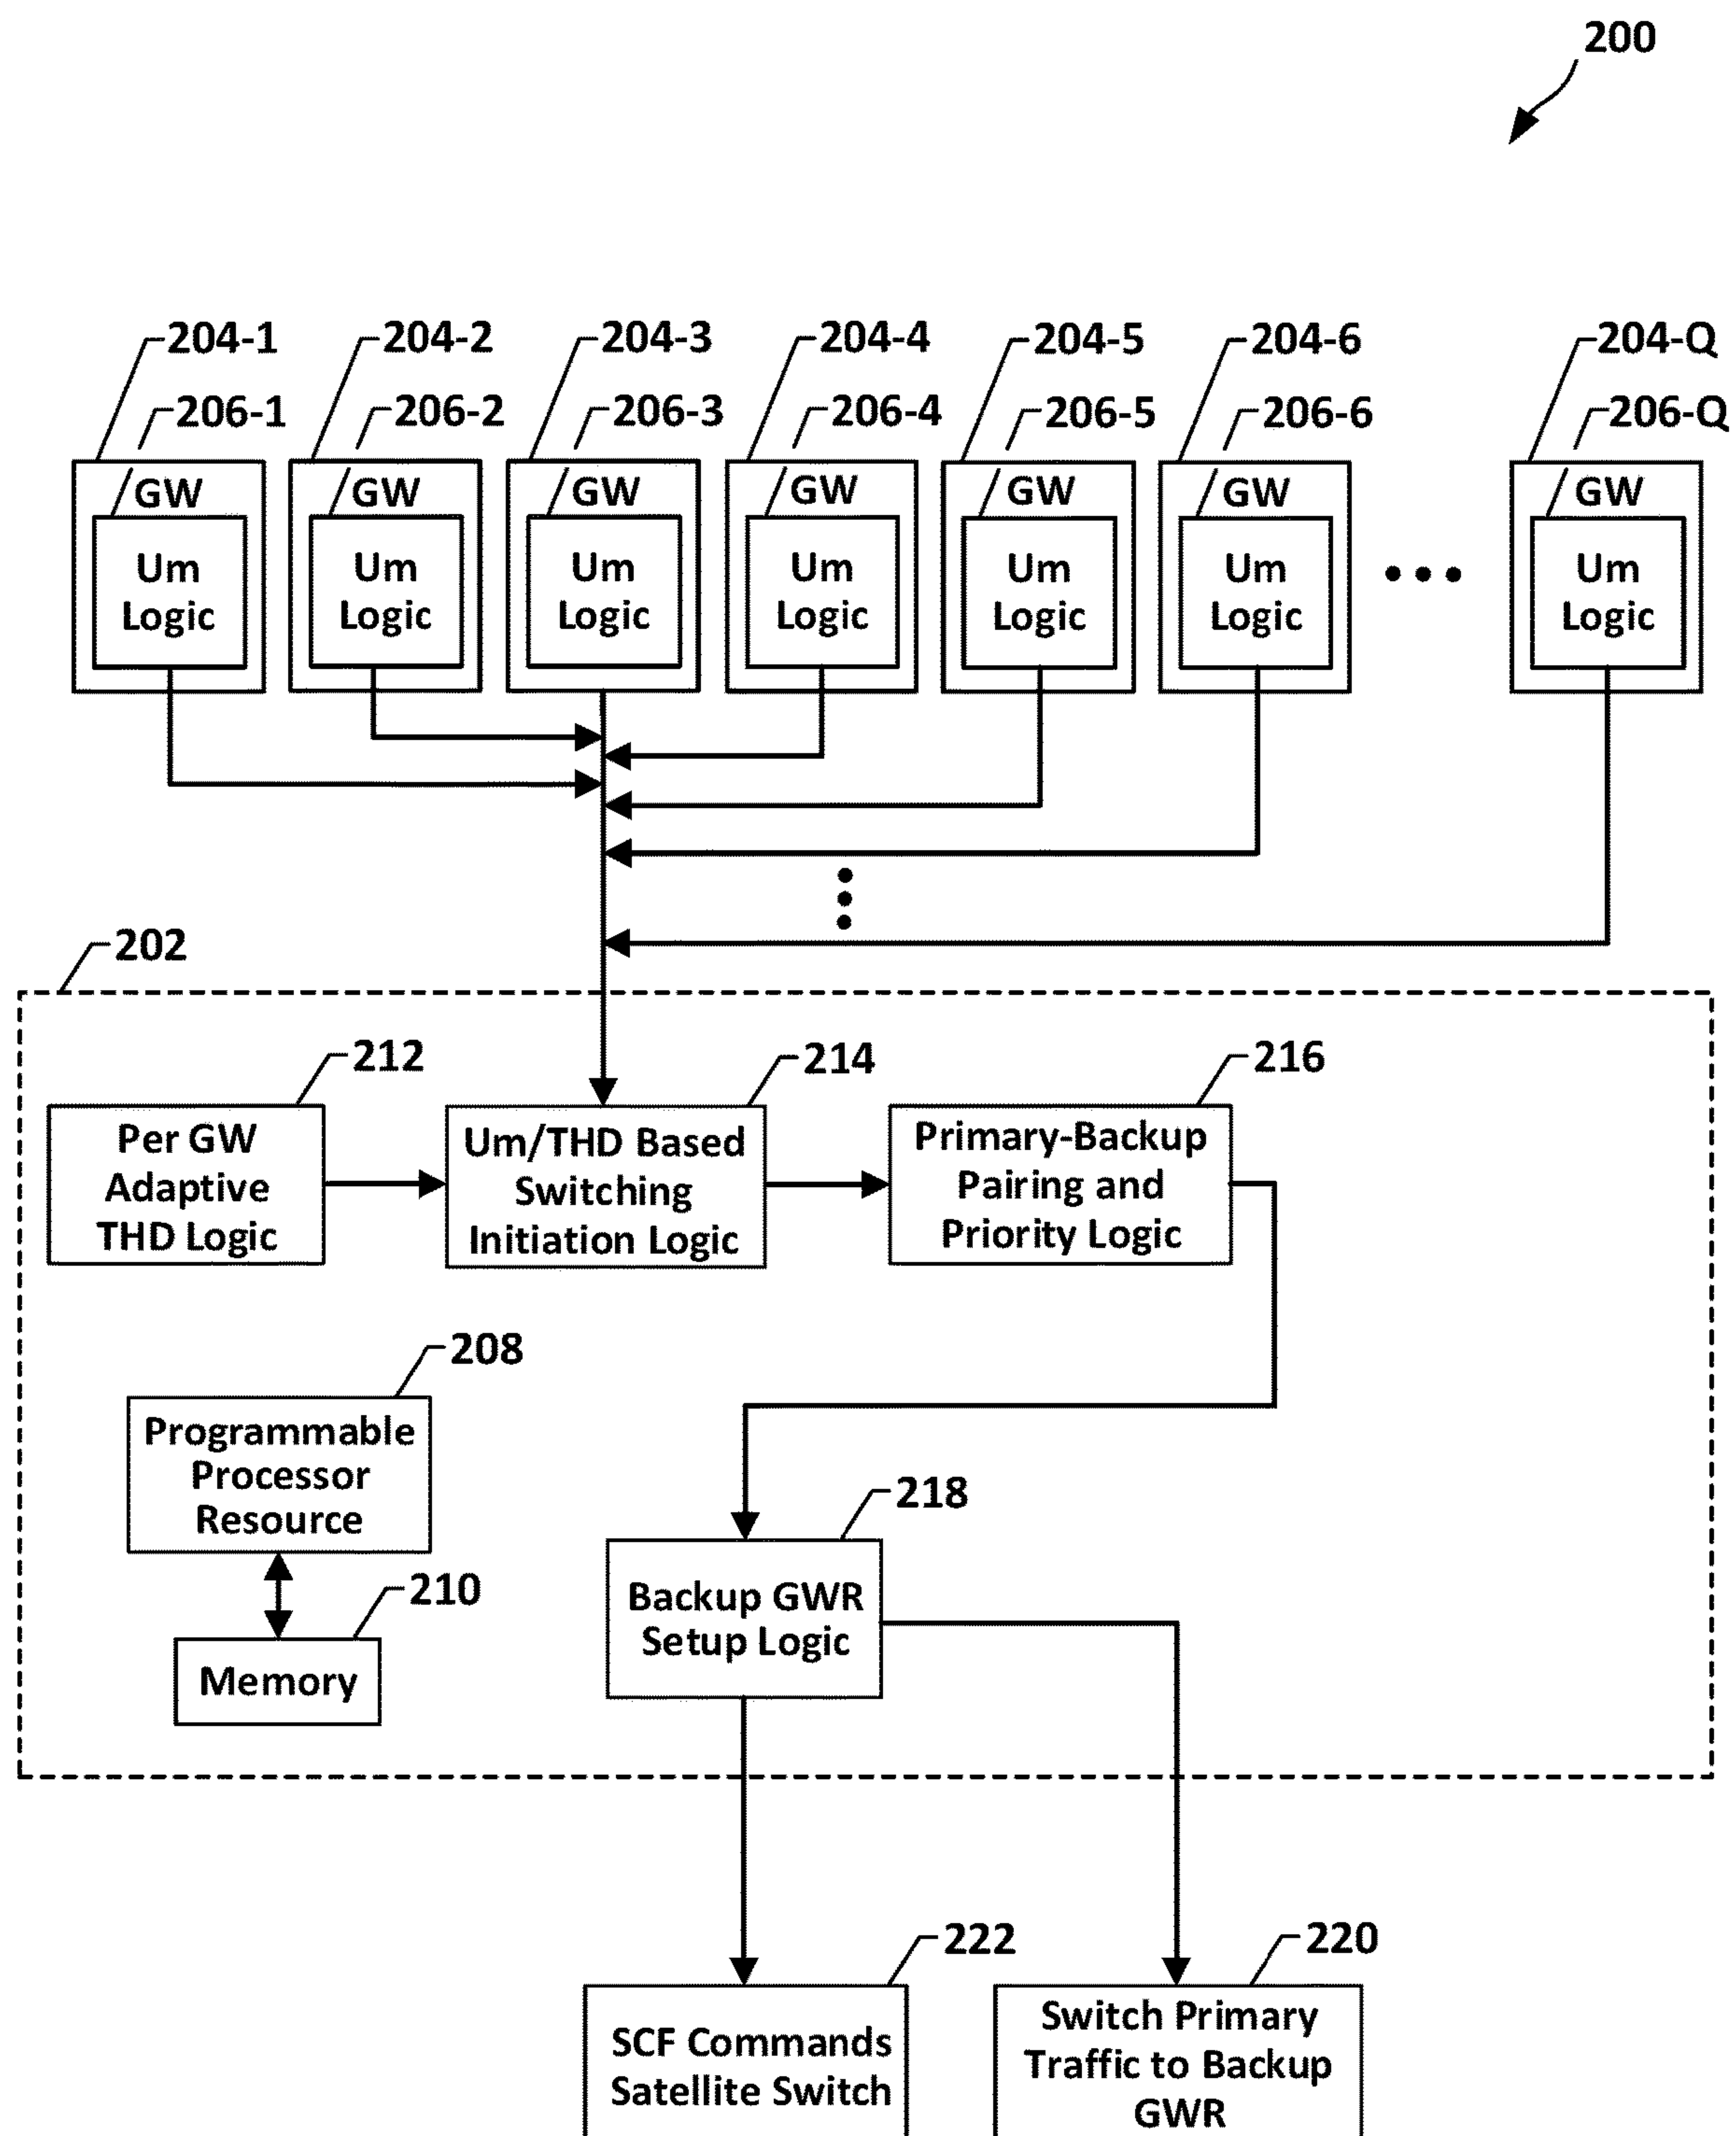 200
204-1 204-2 204-3 204-4 204-5 204-6 204-Q
206-1 206-2 206-3 206-4 206-5 206-6 206-Q
GW GW GW GW GW GW GW
Um Um Um Um Um Um Um
Logic Logic Logic Logic Logic Logic Logic
202
212
214
216
Per GW
Adaptive
THD Logic
Um/THD Based
Switching
Initiation Logic
Primary-Backup
Pairing and
Priority Logic
208
Programmable
Processor
Resource
210
Memory
218
Backup GWR
Setup Logic
222
SCF Commands
Satellite Switch
220
Switch Primary
Traffic to Backup
GWR